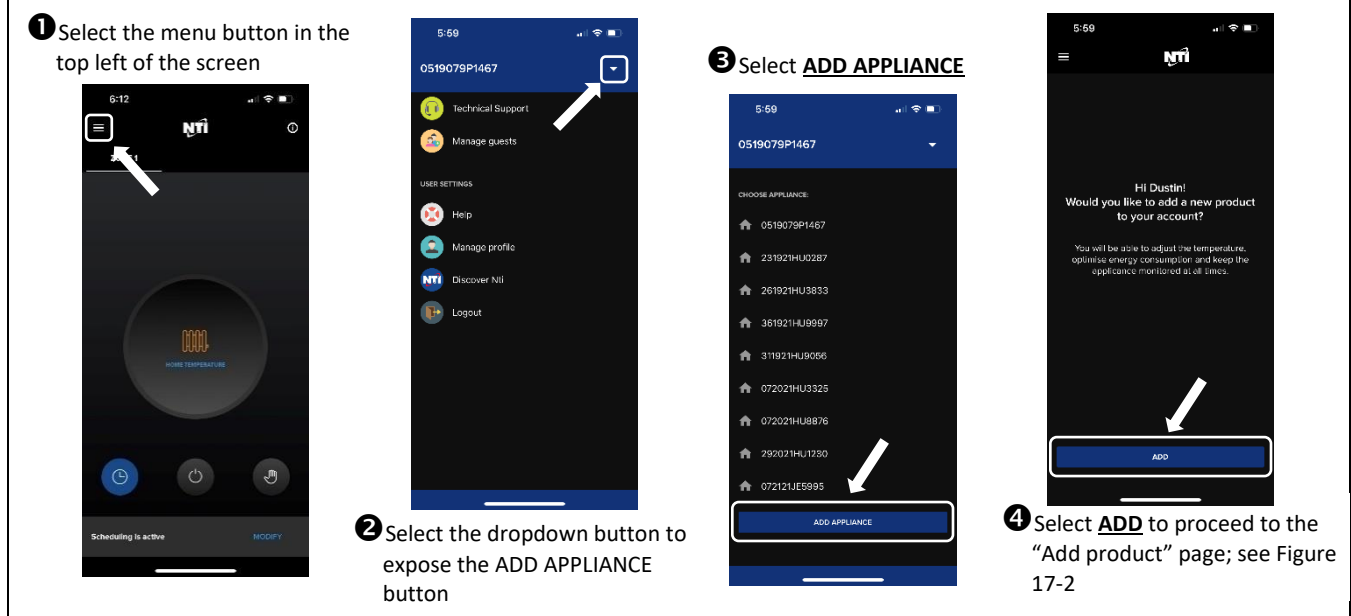 ❶Select the menu button in the
top left of the screen
6:12
NTI
HOME TEMPERATURE
Scheduling is active
MODIFY
5:59
0519079P1467
Technical Support
Manage guests
USER SETTINGS
Help
Manage profile
NTI Discover Nti
Logout
❷Select the dropdown button to
expose the ADD APPLIANCE
button
❸Select ADD APPLIANCE
5:59
0519079P1467
CHOOSE APPLIANCE:
0519079P1467
231921HU0287
261921HU3833
361921HU9997
311921HU9056
072021HU3325
072021HU8876
292021HU1230
072121JE5995
ADD APPLIANCE
5:59
NTI
Hi Dustin!
Would you like to add a new product
to your account?
You will be able to adjust the temperature,
optimise energy consumption and keep the
applicance monitored at all times.
ADD
❹Select ADD to proceed to the
“Add product” page; see Figure
17-2